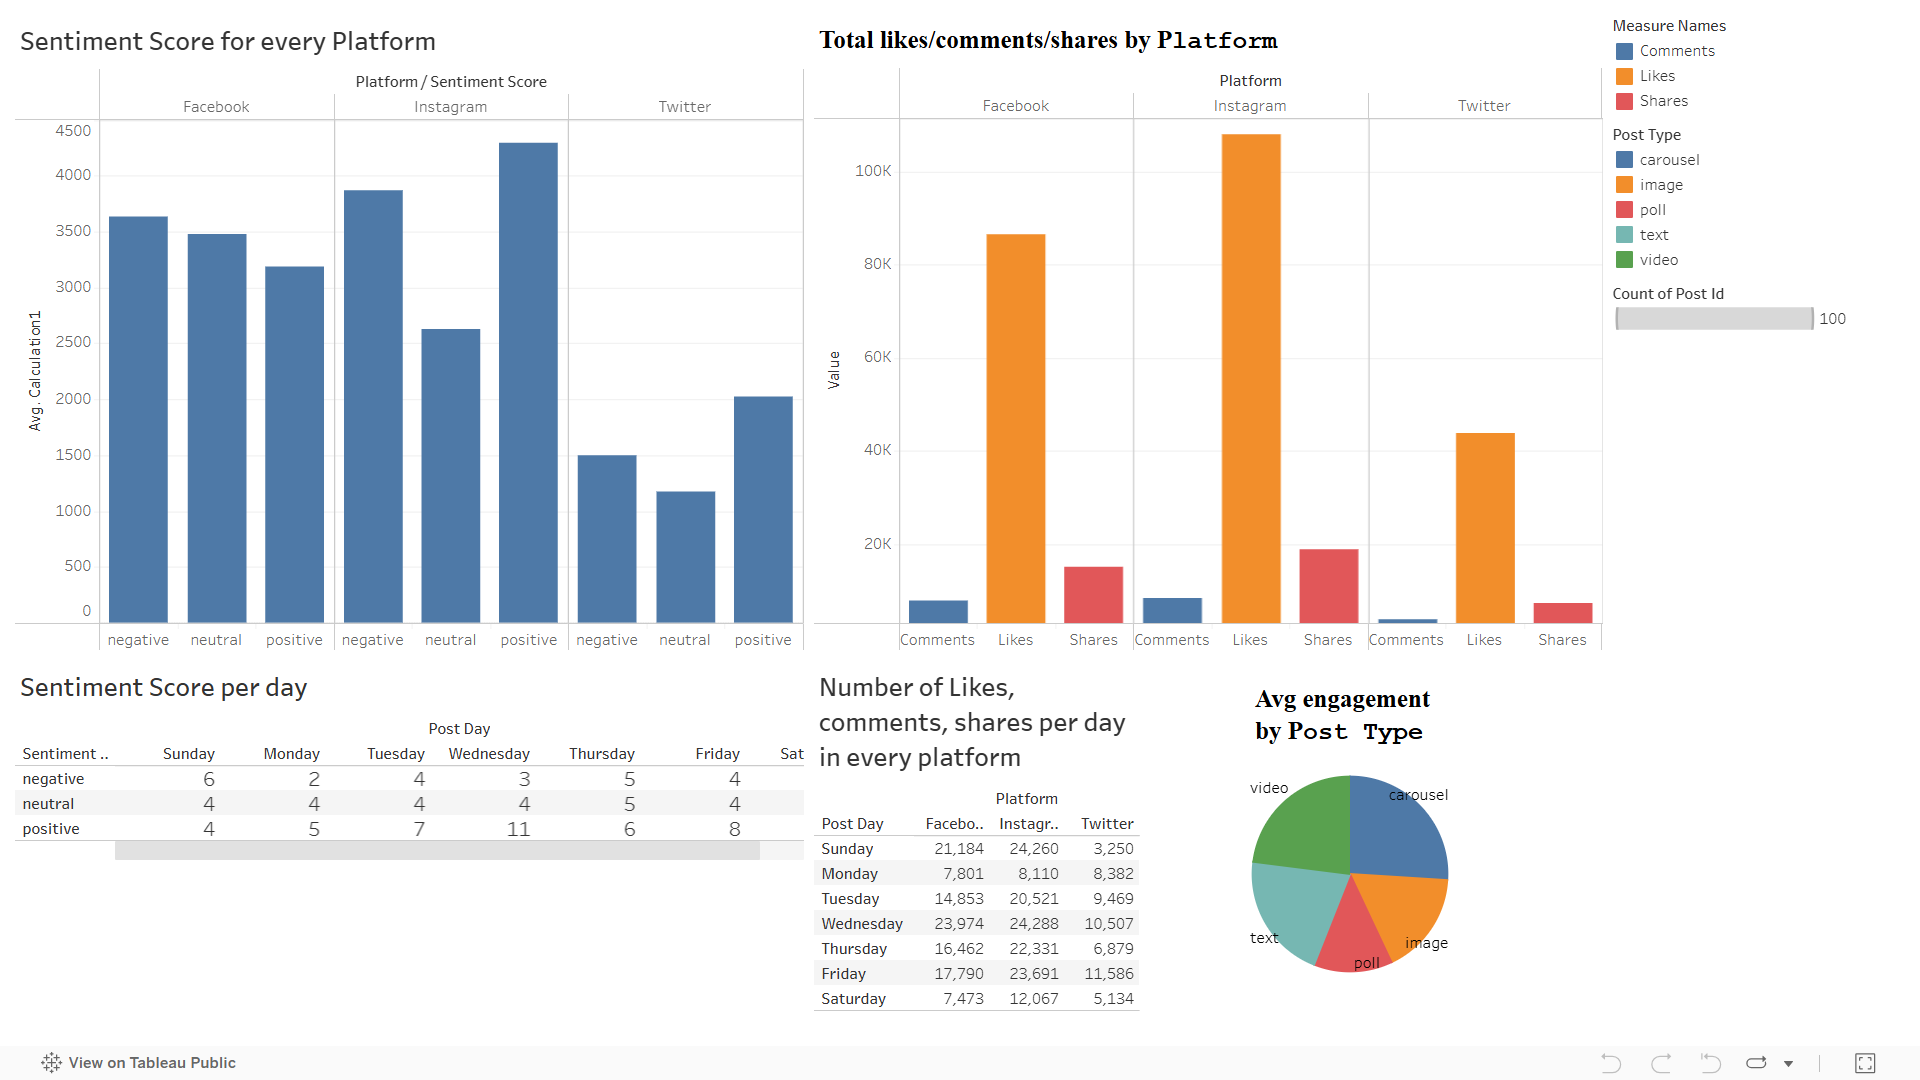 Sentiment Score for every Platform
Platform / Sentiment Score
Facebook Instagram Twitter
Avg. Calculation1
4500
4000
3500
3000
2500
2000
1500
1000
500
0
negative neutral positive negative neutral positive negative neutral positive
Total likes/comments/shares by Platform
Platform
Facebook Instagram Twitter
Value
100K
80K
60K
40K
20K
Comments Likes Shares Comments Likes Shares Comments Likes Shares
Measure Names
Comments
Likes
Shares
Post Type
carousel
image
poll
text
video
Count of Post Id
100
Sentiment Score per day
Post Day
Sentiment .. Sunday Monday Tuesday Wednesday Thursday Friday Sat
negative 6 2 4 3 5 4
neutral 4 4 4 4 5 4
positive 4 5 7 11 6 8
Number of Likes,
comments, shares per day
in every platform
Platform
Post Day Facebo.. Instagr.. Twitter
Sunday 21,184 24,260 3,250
Monday 7,801 8,110 8,382
Tuesday 14,853 20,521 9,469
Wednesday 23,974 24,288 10,507
Thursday 16,462 22,331 6,879
Friday 17,790 23,691 11,586
Saturday 7,473 12,067 5,134
Avg engagement
by Post Type
video
carousel
text
image
poll
View on Tableau Public